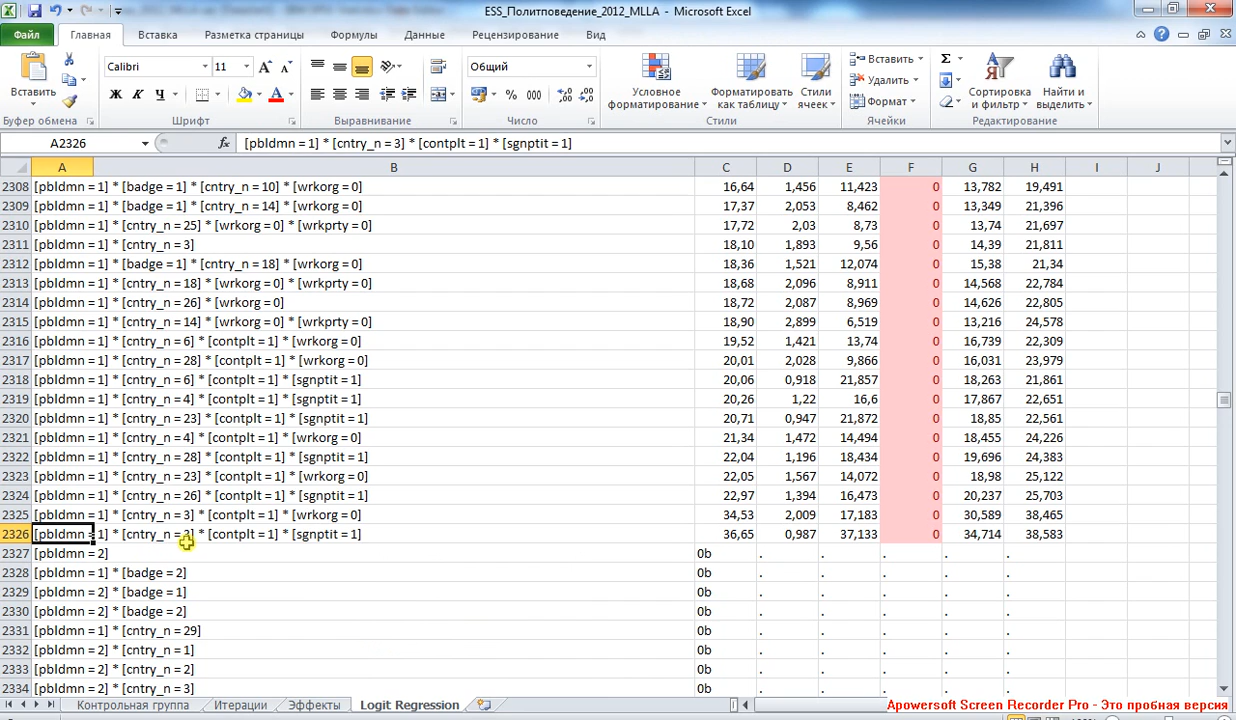 ESS_Политповедение_2012_MLLA - Microsoft Excel
Файл Главная Вставка Разметка страницы Формулы Данные Рецензирование Вид
Вставить
Calibri 11
Ж К Ч
Общий
% 000
Условное форматирование
Форматировать как таблицу
Стили ячеек
Вставить
Удалить
Формат
Сортировка и фильтр
Найти и выделить
Буфер обмена Шрифт Выравнивание Число Стили Ячейки Редактирование
A2326 fx [pbldmn = 1] * [cntry_n = 3] * [contplt = 1] * [sgnptit = 1]
A B C D E F G H I J
2308 [pbldmn = 1] * [badge = 1] * [cntry_n = 10] * [wrkorg = 0] 16,64 1,456 11,423 0 13,782 19,491
2309 [pbldmn = 1] * [badge = 1] * [cntry_n = 14] * [wrkorg = 0] 17,37 2,053 8,462 0 13,349 21,396
2310 [pbldmn = 1] * [cntry_n = 25] * [wrkorg = 0] * [wrkprty = 0] 17,72 2,03 8,73 0 13,74 21,697
2311 [pbldmn = 1] * [cntry_n = 3] 18,10 1,893 9,56 0 14,39 21,811
2312 [pbldmn = 1] * [badge = 1] * [cntry_n = 18] * [wrkorg = 0] 18,36 1,521 12,074 0 15,38 21,34
2313 [pbldmn = 1] * [cntry_n = 18] * [wrkorg = 0] * [wrkprty = 0] 18,68 2,096 8,911 0 14,568 22,784
2314 [pbldmn = 1] * [cntry_n = 26] * [wrkorg = 0] 18,72 2,087 8,969 0 14,626 22,805
2315 [pbldmn = 1] * [cntry_n = 14] * [wrkorg = 0] * [wrkprty = 0] 18,90 2,899 6,519 0 13,216 24,578
2316 [pbldmn = 1] * [cntry_n = 6] * [contplt = 1] * [wrkorg = 0] 19,52 1,421 13,74 0 16,739 22,309
2317 [pbldmn = 1] * [cntry_n = 28] * [contplt = 1] * [wrkorg = 0] 20,01 2,028 9,866 0 16,031 23,979
2318 [pbldmn = 1] * [cntry_n = 6] * [contplt = 1] * [sgnptit = 1] 20,06 0,918 21,857 0 18,263 21,861
2319 [pbldmn = 1] * [cntry_n = 4] * [contplt = 1] * [sgnptit = 1] 20,26 1,22 16,6 0 17,867 22,651
2320 [pbldmn = 1] * [cntry_n = 23] * [contplt = 1] * [sgnptit = 1] 20,71 0,947 21,872 0 18,85 22,561
2321 [pbldmn = 1] * [cntry_n = 4] * [contplt = 1] * [wrkorg = 0] 21,34 1,472 14,494 0 18,455 24,226
2322 [pbldmn = 1] * [cntry_n = 28] * [contplt = 1] * [sgnptit = 1] 22,04 1,196 18,434 0 19,696 24,383
2323 [pbldmn = 1] * [cntry_n = 23] * [contplt = 1] * [wrkorg = 0] 22,05 1,567 14,072 0 18,98 25,122
2324 [pbldmn = 1] * [cntry_n = 26] * [contplt = 1] * [sgnptit = 1] 22,97 1,394 16,473 0 20,237 25,703
2325 [pbldmn = 1] * [cntry_n = 3] * [contplt = 1] * [wrkorg = 0] 34,53 2,009 17,183 0 30,589 38,465
2326 [pbldmn = 1] * [cntry_n = 3] * [contplt = 1] * [sgnptit = 1] 36,65 0,987 37,133 0 34,714 38,583
2327 [pbldmn = 2] 0b . . . . .
2328 [pbldmn = 1] * [badge = 2] 0b . . . . .
2329 [pbldmn = 2] * [badge = 1] 0b . . . . .
2330 [pbldmn = 2] * [badge = 2] 0b . . . . .
2331 [pbldmn = 1] * [cntry_n = 29] 0b . . . . .
2332 [pbldmn = 2] * [cntry_n = 1] 0b . . . . .
2333 [pbldmn = 2] * [cntry_n = 2] 0b . . . . .
2334 [pbldmn = 2] * [cntry_n = 3] 0b . . . . .
Контрольная группа Итерации Эффекты Logit Regression
Apowersoft Screen Recorder Pro - Это пробная версия